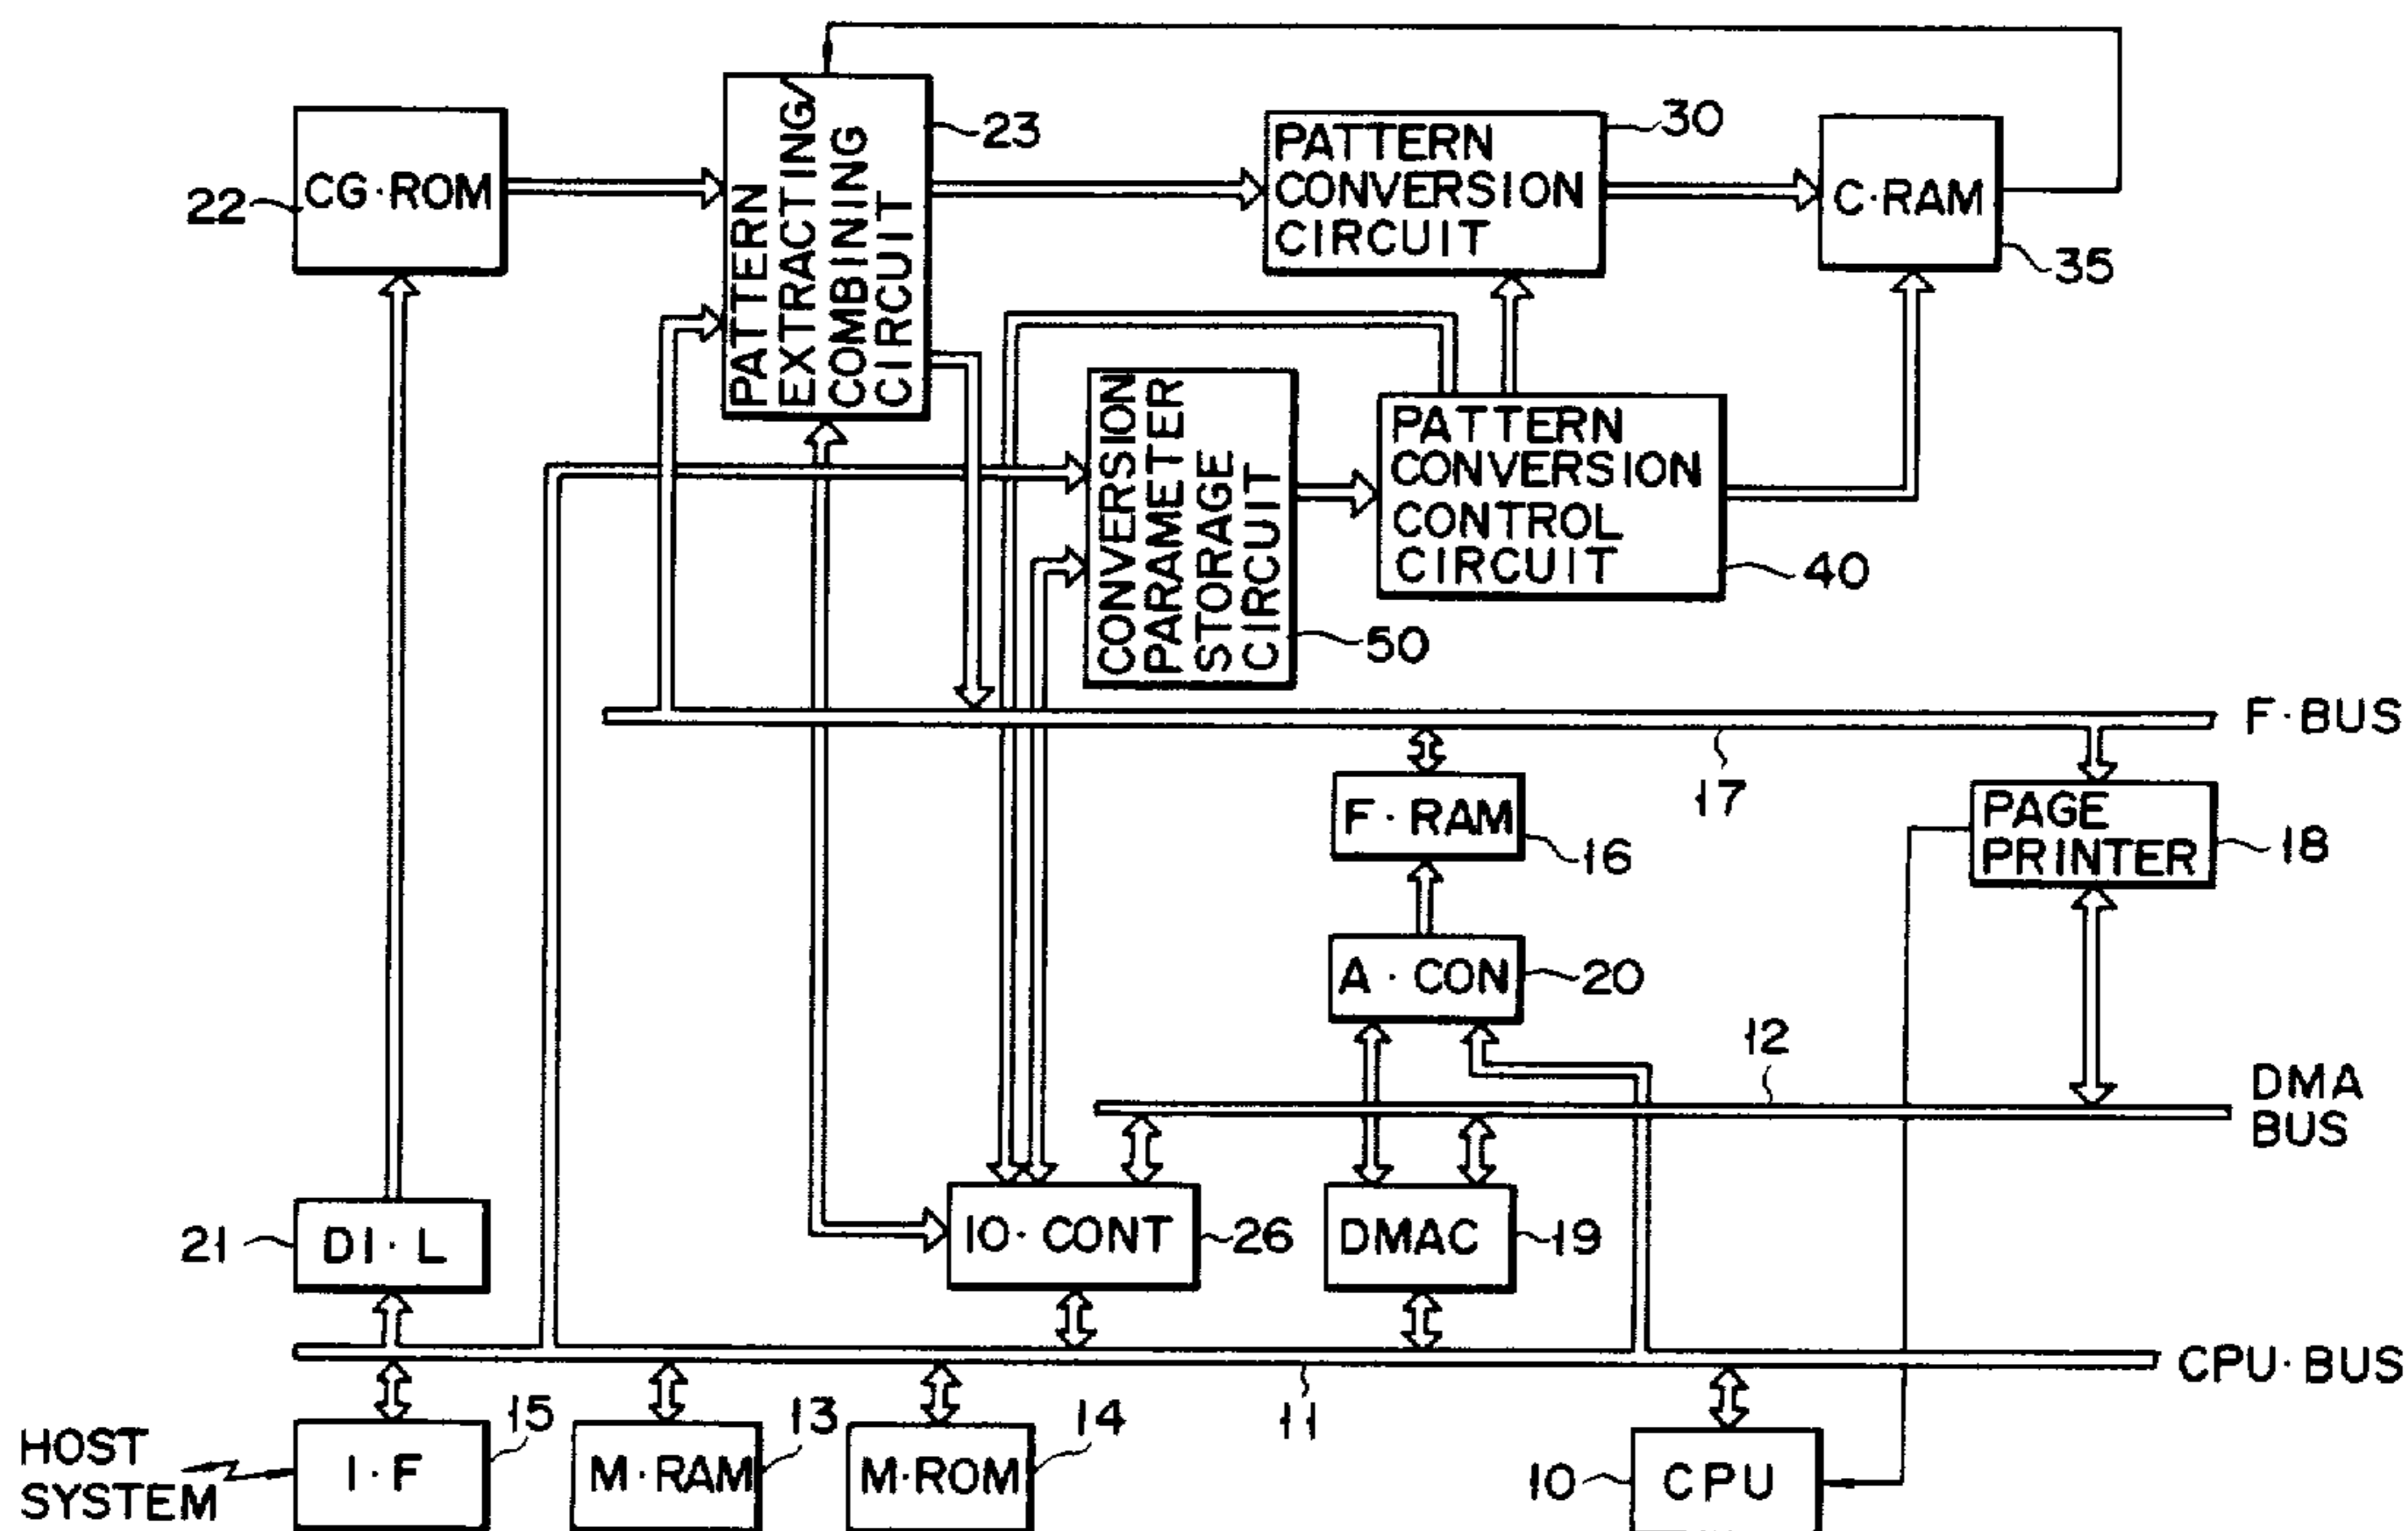 CG·ROM
22
PATTERN
EXTRACTING/
COMBINING
CIRCUIT
23
PATTERN
CONVERSION
CIRCUIT
30
C·RAM
35
CONVERSION
PARAMETER
STORAGE
CIRCUIT
50
PATTERN
CONVERSION
CONTROL
CIRCUIT
40
F·BUS
17
F·RAM
16
PAGE
PRINTER
18
A·CON
20
12
DMA
BUS
21
DI·L
IO·CONT
26
DMAC
19
CPU·BUS
11
HOST
SYSTEM
I·F
15
M·RAM
13
M·ROM
14
10
CPU